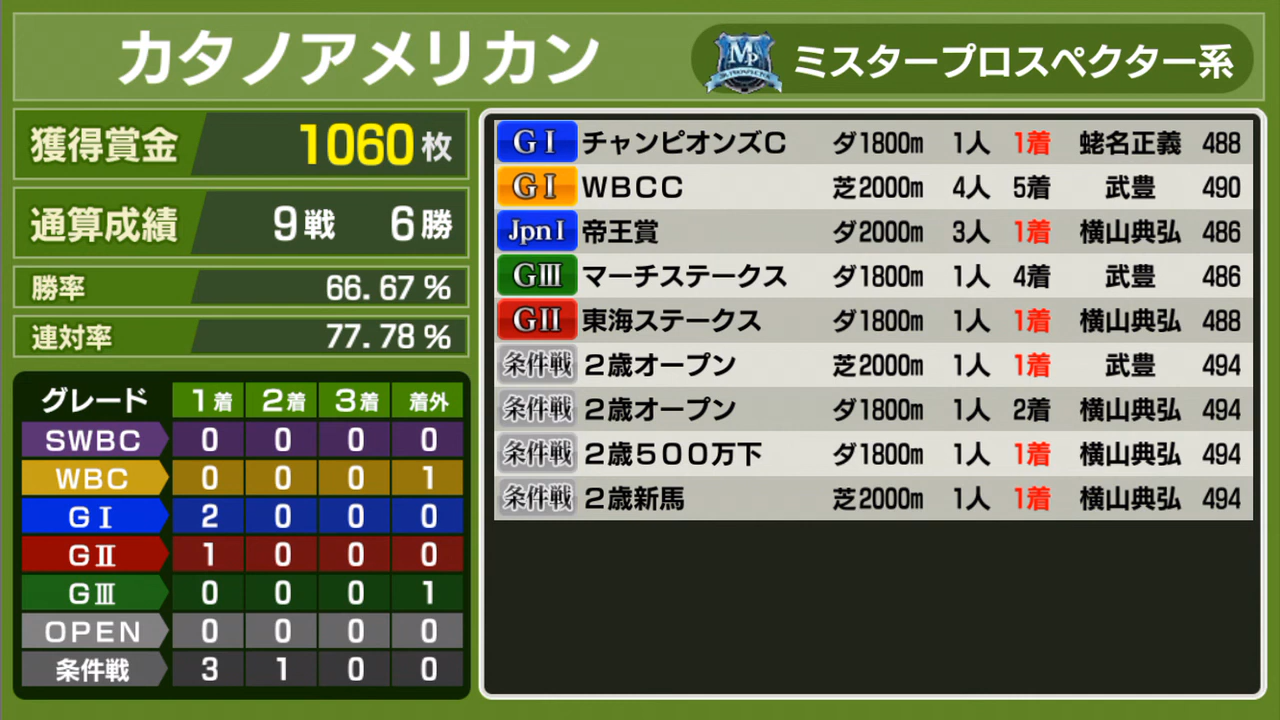 カタノアメリカン
MP
ミスタープロスペクター系
獲得賞金 1060枚
通算成績 9戦 6勝
勝率 66.67%
連対率 77.78%
グレード 1着 2着 3着 着外
SWBC 0 0 0 0
WBC 0 0 0 1
GⅠ 2 0 0 0
GⅡ 1 0 0 0
GⅢ 0 0 0 1
OPEN 0 0 0 0
条件戦 3 1 0 0
GⅠ チャンピオンズC ダ1800m 1人 1着 蛯名正義 488
GⅠ WBCC 芝2000m 4人 5着 武豊 490
JpnⅠ 帝王賞 ダ2000m 3人 1着 横山典弘 486
GⅢ マーチステークス ダ1800m 1人 4着 武豊 486
GⅡ 東海ステークス ダ1800m 1人 1着 横山典弘 488
条件戦 2歳オープン 芝2000m 1人 1着 武豊 494
条件戦 2歳オープン ダ1800m 1人 2着 横山典弘 494
条件戦 2歳500万下 ダ1800m 1人 1着 横山典弘 494
条件戦 2歳新馬 芝2000m 1人 1着 横山典弘 494